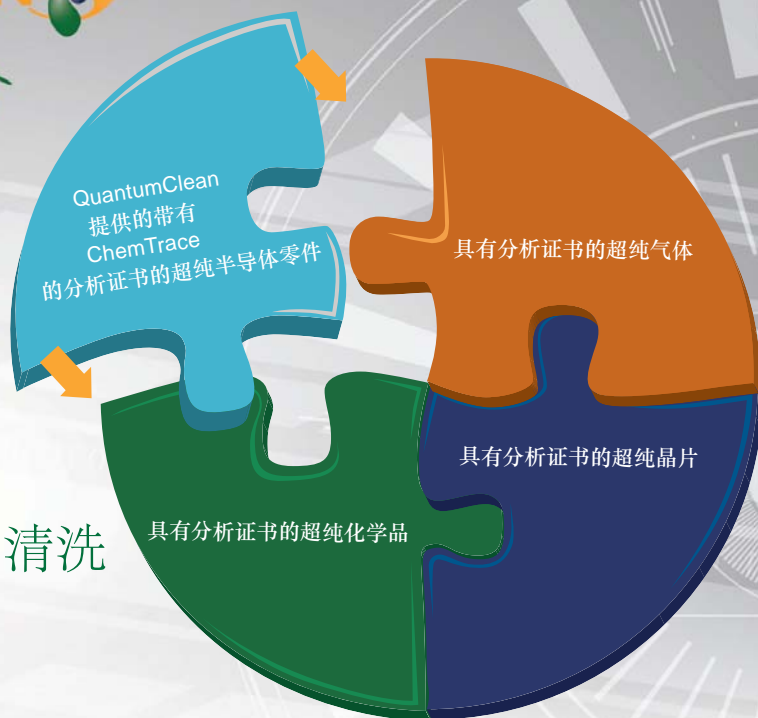 QuantumClean
提供的带有
ChemTrace
的分析证书的超纯半导体零件
具有分析证书的超纯气体
具有分析证书的超纯晶片
具有分析证书的超纯化学品
清洗